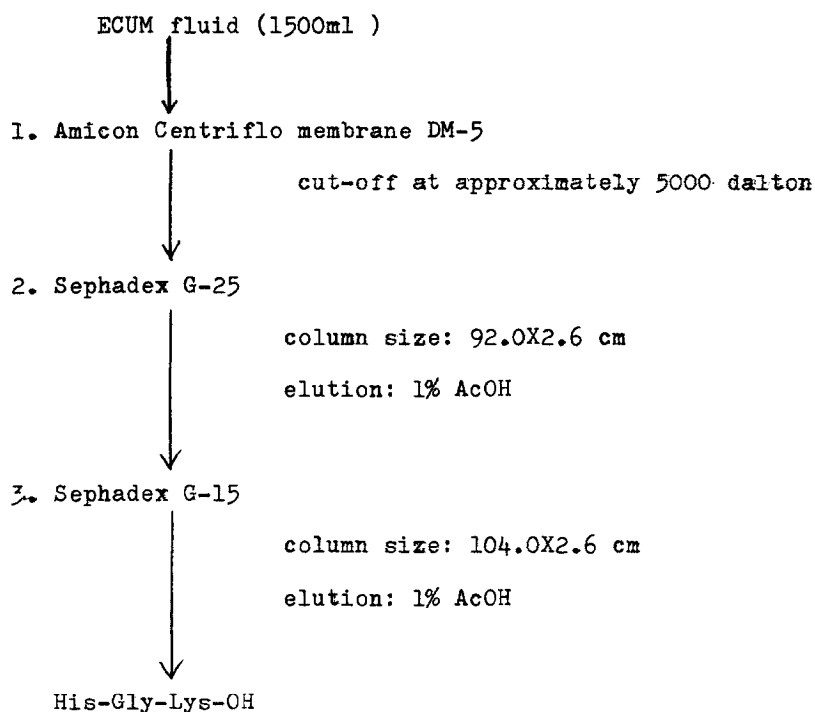 ECUM fluid (1500ml )
1. Amicon Centriflo membrane DM-5
cut-off at approximately 5000 dalton
2. Sephadex G-25
column size: 92.0X2.6 cm
elution: 1% AcOH
3. Sephadex G-15
column size: 104.0X2.6 cm
elution: 1% AcOH
His-Gly-Lys-OH